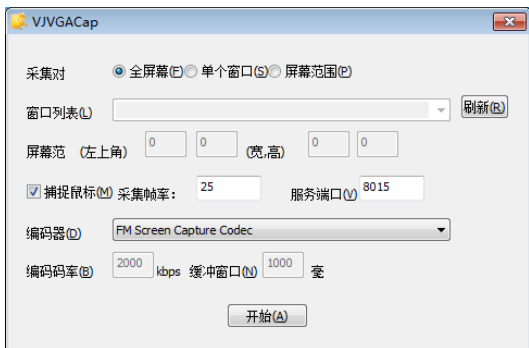 VJVGACap
采集对 全屏幕(F) 单个窗口(S) 屏幕范围(P)
窗口列表(L) 刷新(R)
屏幕范 (左上角) 0 0 (宽,高) 0 0
捕捉鼠标(M) 采集帧率： 25 服务端口(V) 8015
编码器(D) FM Screen Capture Codec
编码码率(B) 2000 kbps 缓冲窗口(N) 1000 毫
开始(A)